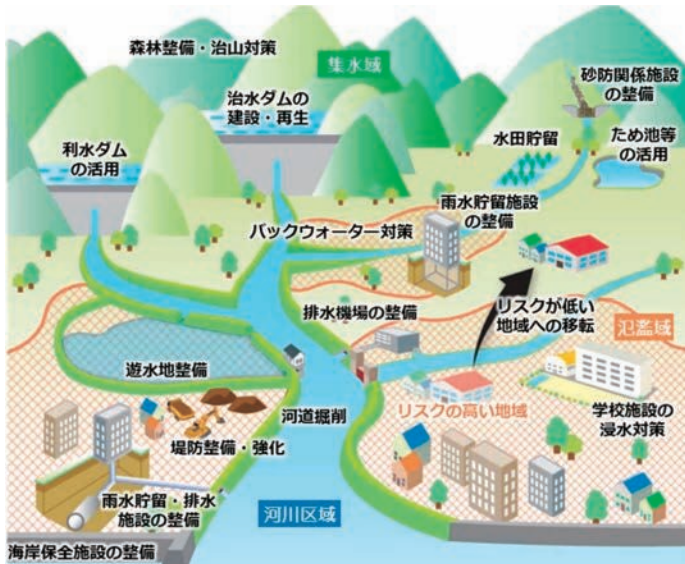 森林整備・治山対策
集水域
砂防関係施設
の整備
治水ダムの
建設・再生
水田貯留
ため池等
の活用
利水ダム
の活用
雨水貯留施設
の整備
バックウォーター対策
リスクが低い
地域への移転
排水機場の整備
氾濫域
遊水地整備
リスクの高い地域
学校施設の
浸水対策
河道掘削
堤防整備・強化
雨水貯留・排水
施設の整備
河川区域
海岸保全施設の整備